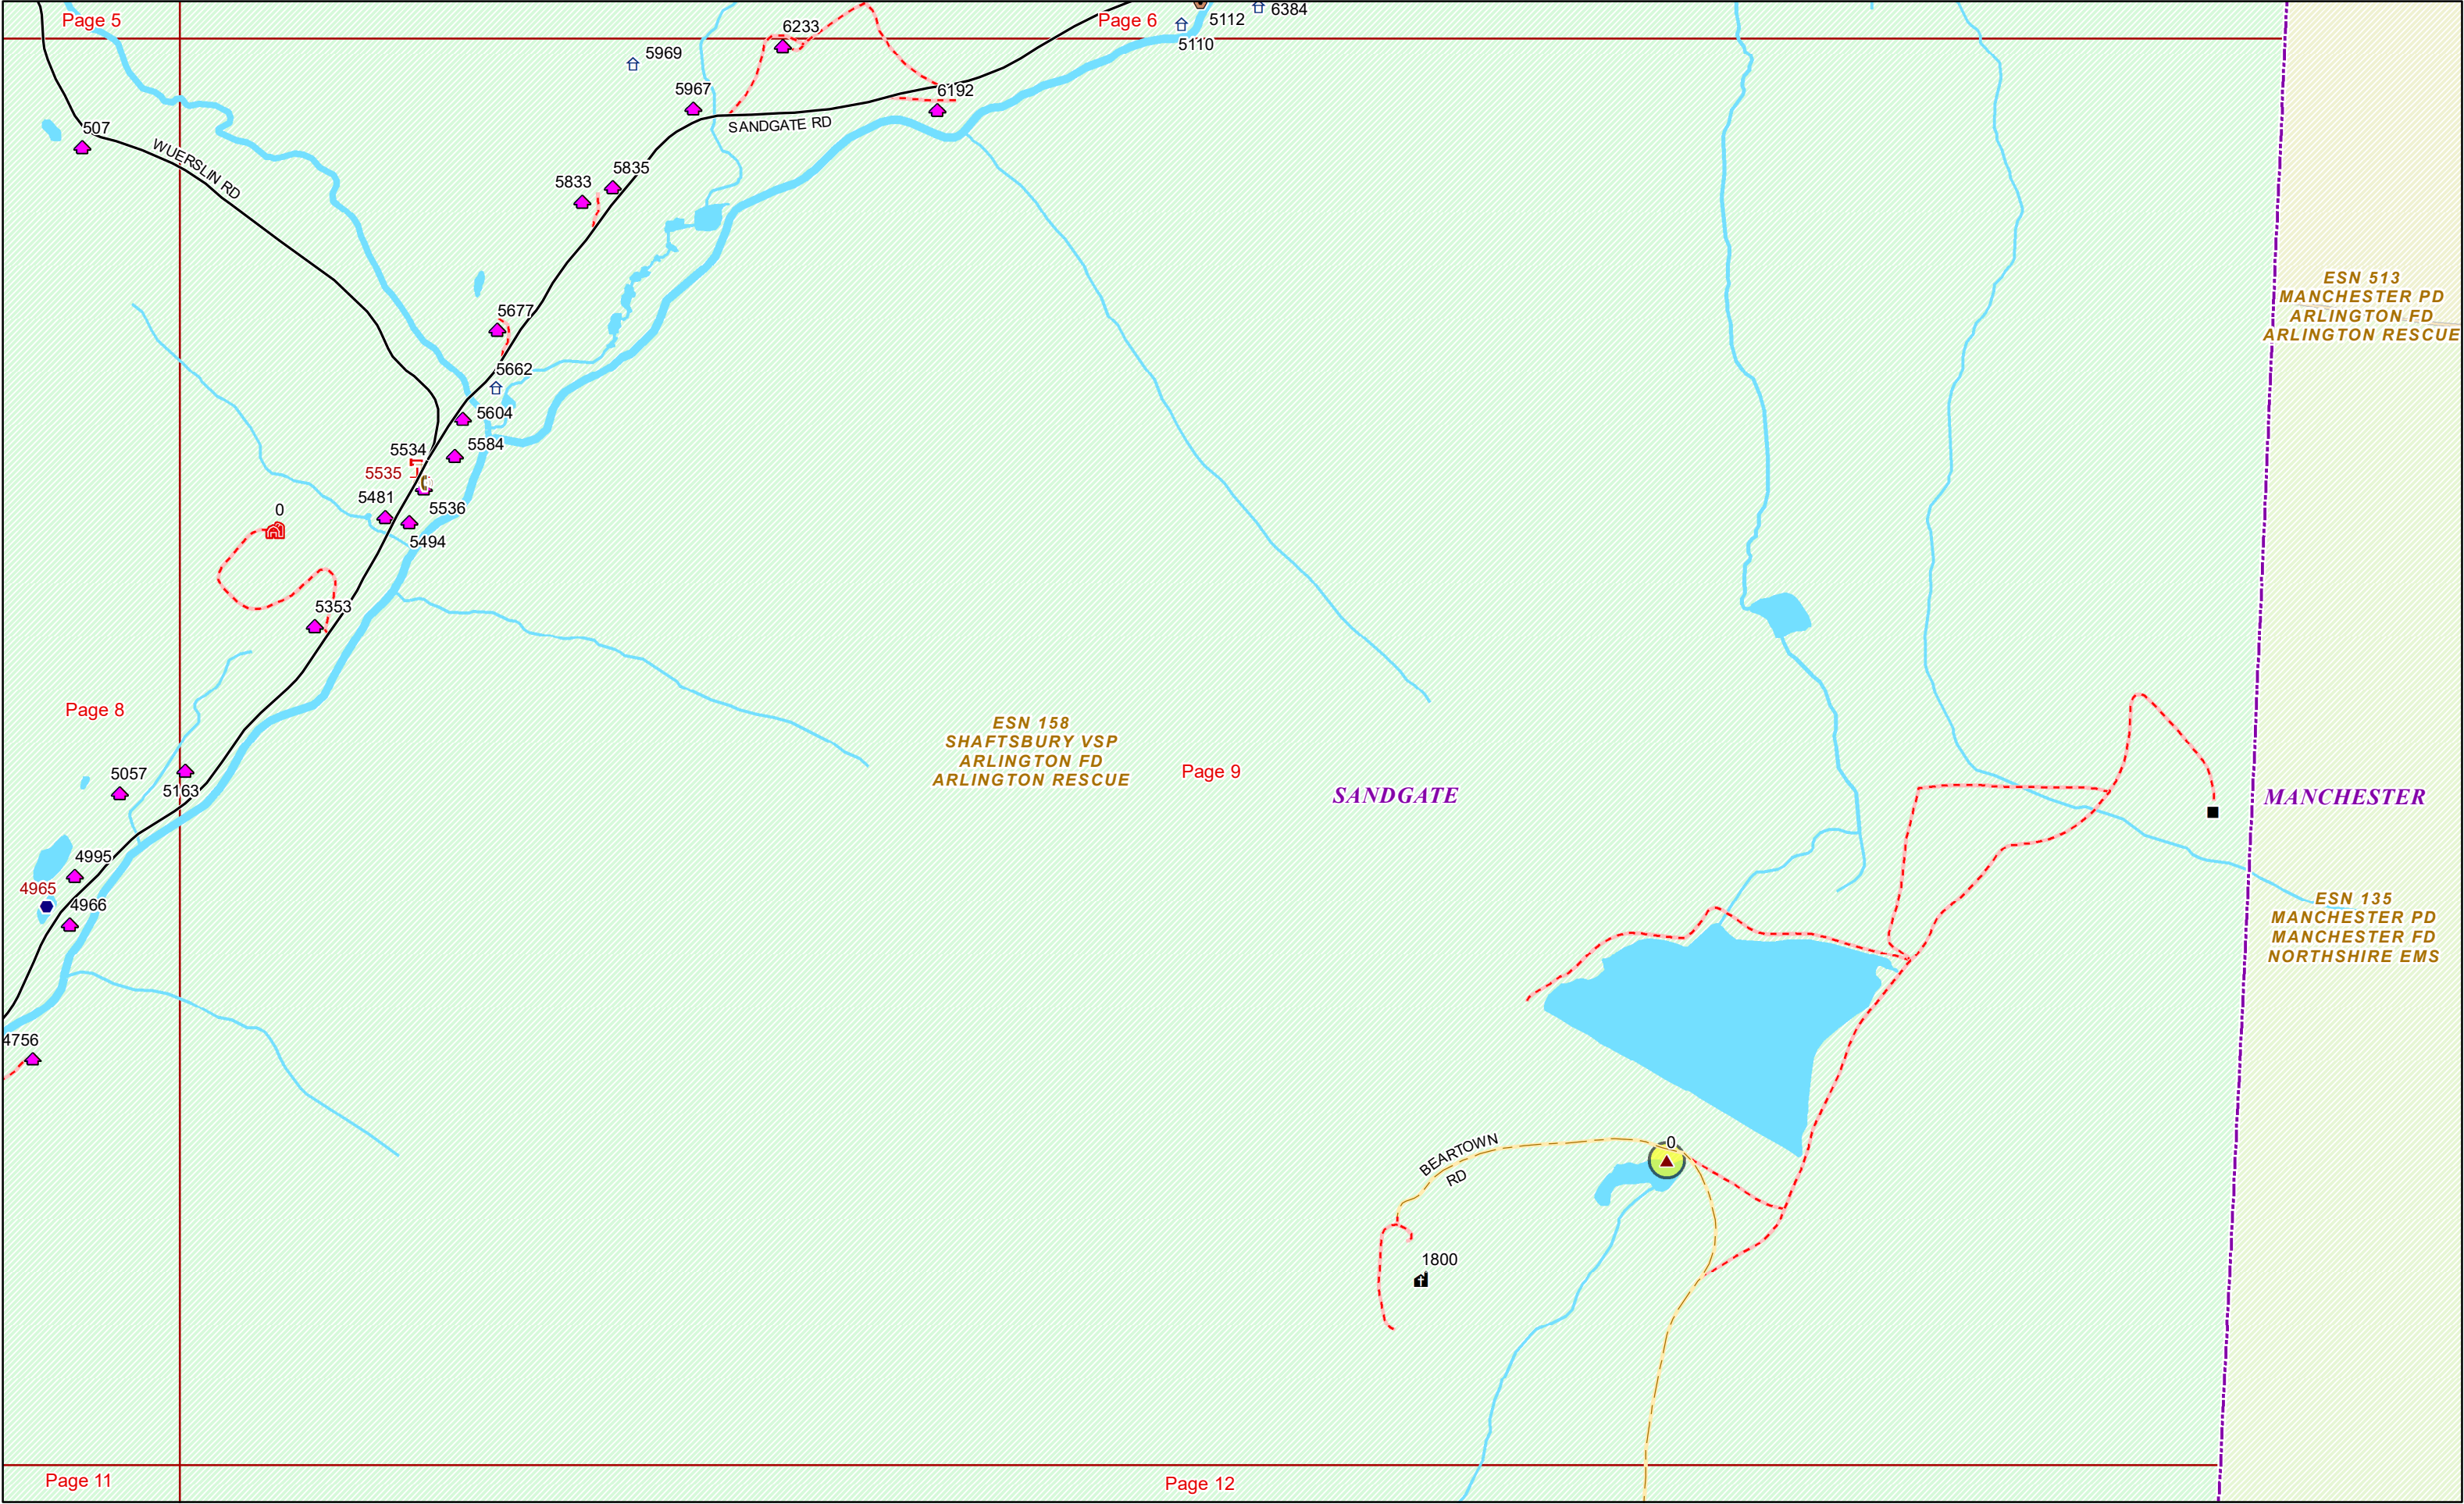 Page 5
Page 6
5112
6384
5110
6233
5969
5967
6192
SANDGATE RD
507
WUERSLIN RD
5835
5833
ESN 513
MANCHESTER PD
ARLINGTON FD
ARLINGTON RESCUE
5677
5662
5604
5584
5534
5535
5481
5536
5494
0
5353
Page 8
ESN 158
SHAFTSBURY VSP
ARLINGTON FD
ARLINGTON RESCUE
Page 9
SANDGATE
MANCHESTER
5057
5163
4995
4965
4966
ESN 135
MANCHESTER PD
MANCHESTER FD
NORTHSHIRE EMS
4756
BEARTOWN
RD
0
1800
Page 11
Page 12